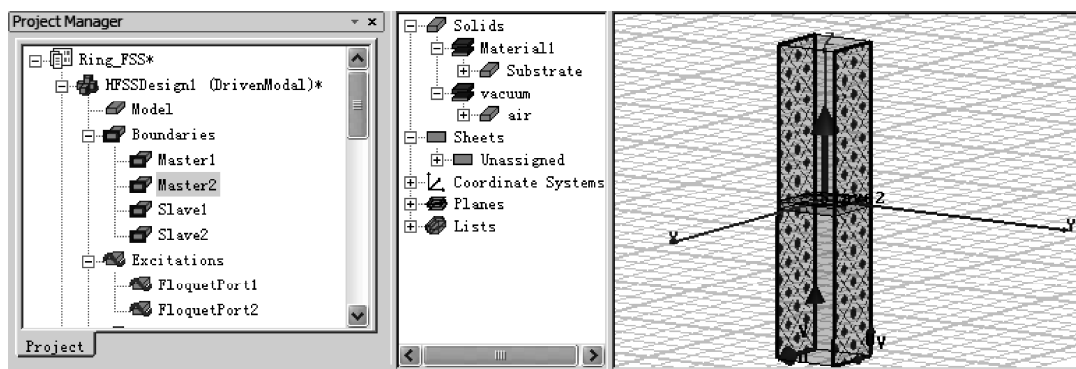 Project Manager
Ring_FSS*
HFSSDesign1 (DrivenModal)*
Model
Boundaries
Master1
Master2
Slave1
Slave2
Excitations
FloquetPort1
FloquetPort2
Project
Solids
Material1
Substrate
vacuum
air
Sheets
Unassigned
Coordinate Systems
Planes
Lists
Z
2
X
Y
V